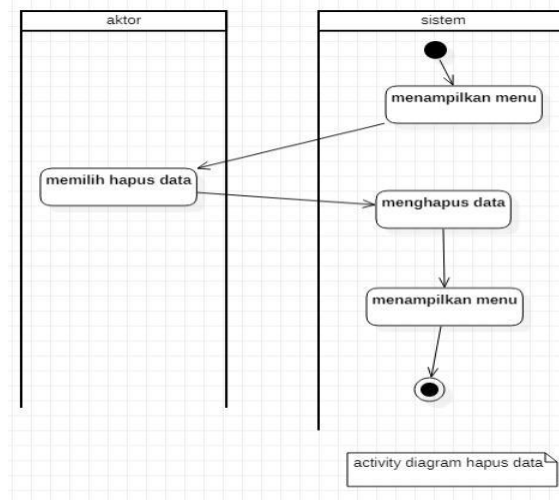 aktor
sistem
menampilkan menu
memilih hapus data
menghapus data
menampilkan menu
activity diagram hapus data